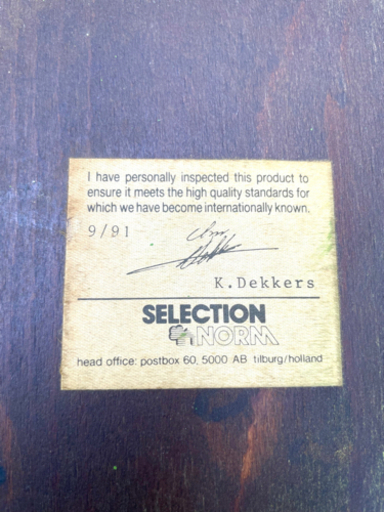 I have personally inspected this product to
ensure it meets the high quality standards for
which we have become internationally known.
9/91
K.Dekkers
SELECTION
NORM
head office: postbox 60, 5000 AB tilburg/holland